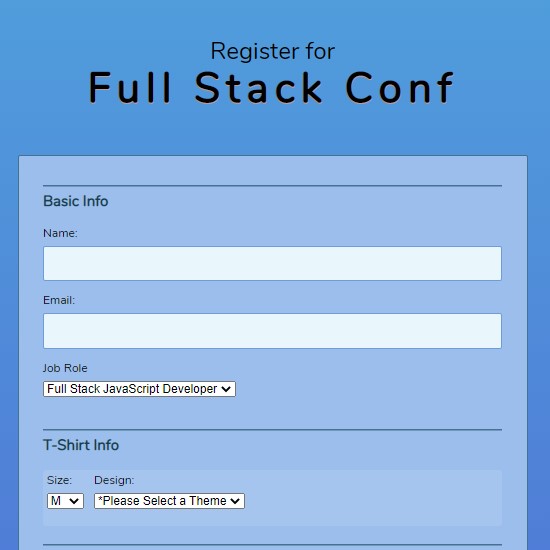 Register for
Full Stack Conf
Basic Info
Name:
Email:
Job Role
Full Stack JavaScript Developer
T-Shirt Info
Size: Design:
M *Please Select a Theme